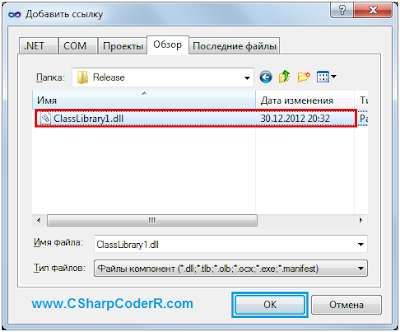 Добавить ссылку
.NET COM Проекты Обзор Последние файлы
Папка: Release
Имя Дата изменения Ти
ClassLibrary1.dll 30.12.2012 20:32 Ра
Имя файла: ClassLibrary1.dll
Тип файлов: Файлы компонент (*.dll;*.tlb;*.olb;*.ocx;*.exe;*.manifest)
www.CSharpCoderR.com OK Отмена